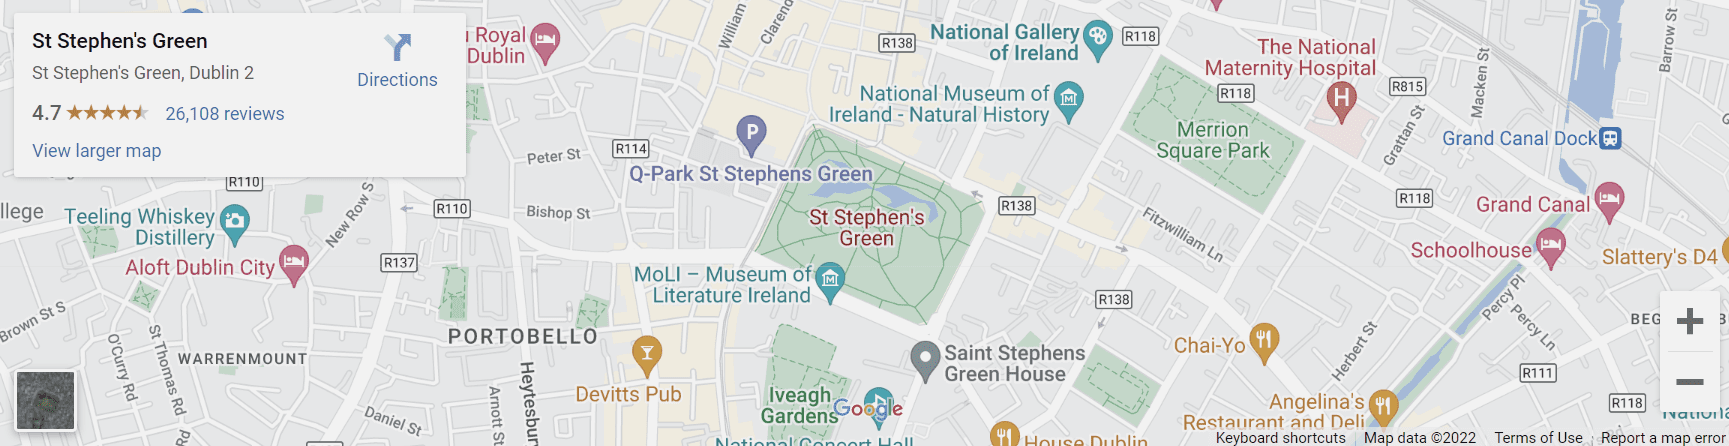 St Stephen's Green
St Stephen's Green, Dublin 2
4.7
26,108 reviews
View larger map
Directions
Royal
Dublin
William
Claren
R138
National Gallery
of Ireland
R118
The National
Maternity Hospital
R815
Macken St
Barrow St
National Museum of
Ireland - Natural History
R118
Merrion
Square Park
Grattan St
Grand Canal Dock
P
H
Peter St
R114
Q-Park St Stephens Green
R110
llege
Teeling Whiskey
Distillery
New Row S
R110
Bishop St
St Stephen's
Green
R138
R118
Grand Canal
Fitzwilliam Ln
Schoolhouse
Slattery's D4
Aloft Dublin City
R137
MoLI – Museum of
Literature Ireland
R138
Percy Pl
Percy Ln
Brown St S
O'Curry Rd
St Thomas Rd
PORTOBELLO
WARRENMOUNT
Heytesbur
Devitts Pub
Saint Stephens
Green House
Chai-Yo
Herbert St
BEG
B
R111
Arnott St
Daniel St
Iveagh
Gardens
Google
National Concert Hall
House Dublin
Angelina's
Restaurant and Deli
R118
Nationa
Keyboard shortcuts
Map data ©2022
Terms of Use
Report a map erro